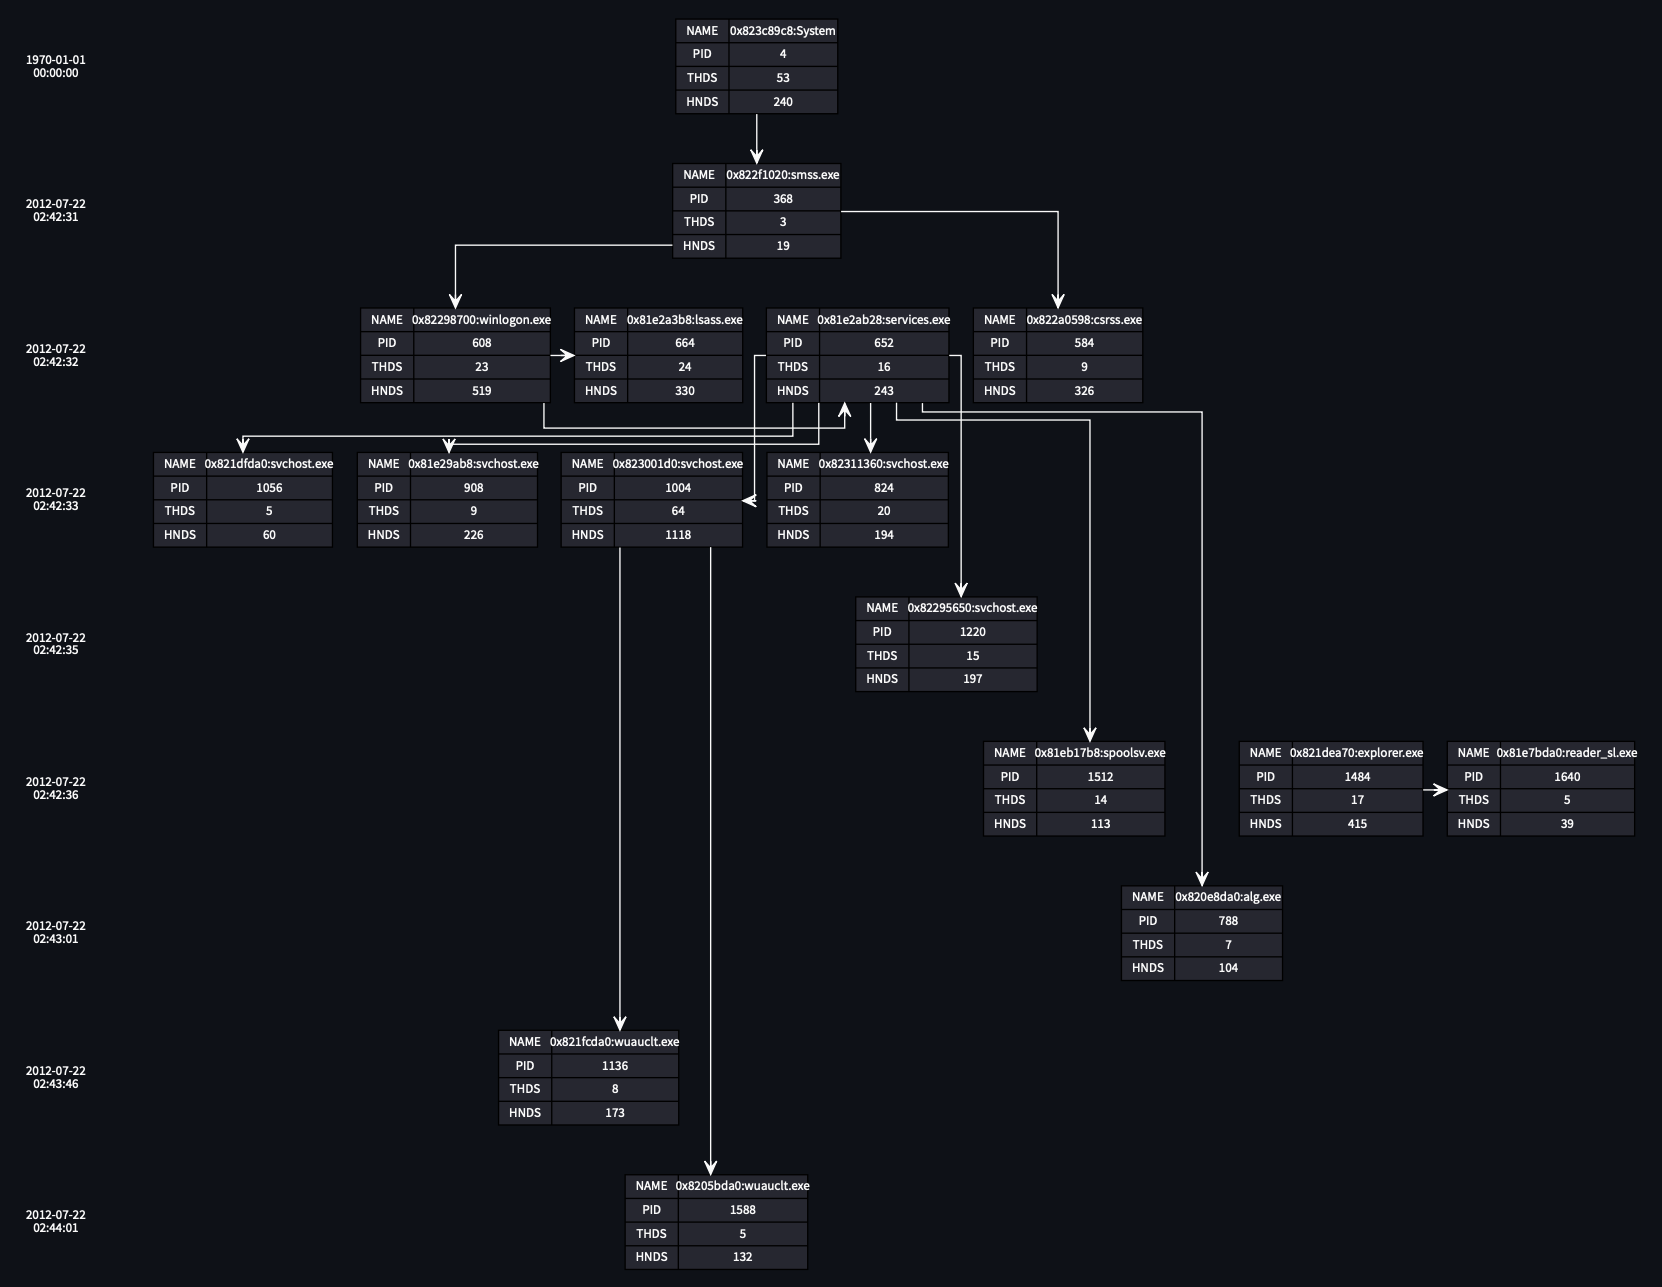 1970-01-01
00:00:00
NAME 0x823c89c8:System
PID 4
THDS 53
HNDS 240
2012-07-22
02:42:31
NAME 0x822f1020:smss.exe
PID 368
THDS 3
HNDS 19
2012-07-22
02:42:32
NAME 0x82298700:winlogon.exe
PID 608
THDS 23
HNDS 519
NAME 0x81e2a3b8:lsass.exe
PID 664
THDS 24
HNDS 330
NAME 0x81e2ab28:services.exe
PID 652
THDS 16
HNDS 243
NAME 0x822a0598:csrss.exe
PID 584
THDS 9
HNDS 326
2012-07-22
02:42:33
NAME 0x821dfda0:svchost.exe
PID 1056
THDS 5
HNDS 60
NAME 0x81e29ab8:svchost.exe
PID 908
THDS 9
HNDS 226
NAME 0x823001d0:svchost.exe
PID 1004
THDS 64
HNDS 1118
NAME 0x82311360:svchost.exe
PID 824
THDS 20
HNDS 194
2012-07-22
02:42:35
NAME 0x82295650:svchost.exe
PID 1220
THDS 15
HNDS 197
2012-07-22
02:42:36
NAME 0x81eb17b8:spoolsv.exe
PID 1512
THDS 14
HNDS 113
NAME 0x821dea70:explorer.exe
PID 1484
THDS 17
HNDS 415
NAME 0x81e7bda0:reader_sl.exe
PID 1640
THDS 5
HNDS 39
2012-07-22
02:43:01
NAME 0x820e8da0:alg.exe
PID 788
THDS 7
HNDS 104
2012-07-22
02:43:46
NAME 0x821fcda0:wuauclt.exe
PID 1136
THDS 8
HNDS 173
2012-07-22
02:44:01
NAME 0x8205bda0:wuauclt.exe
PID 1588
THDS 5
HNDS 132